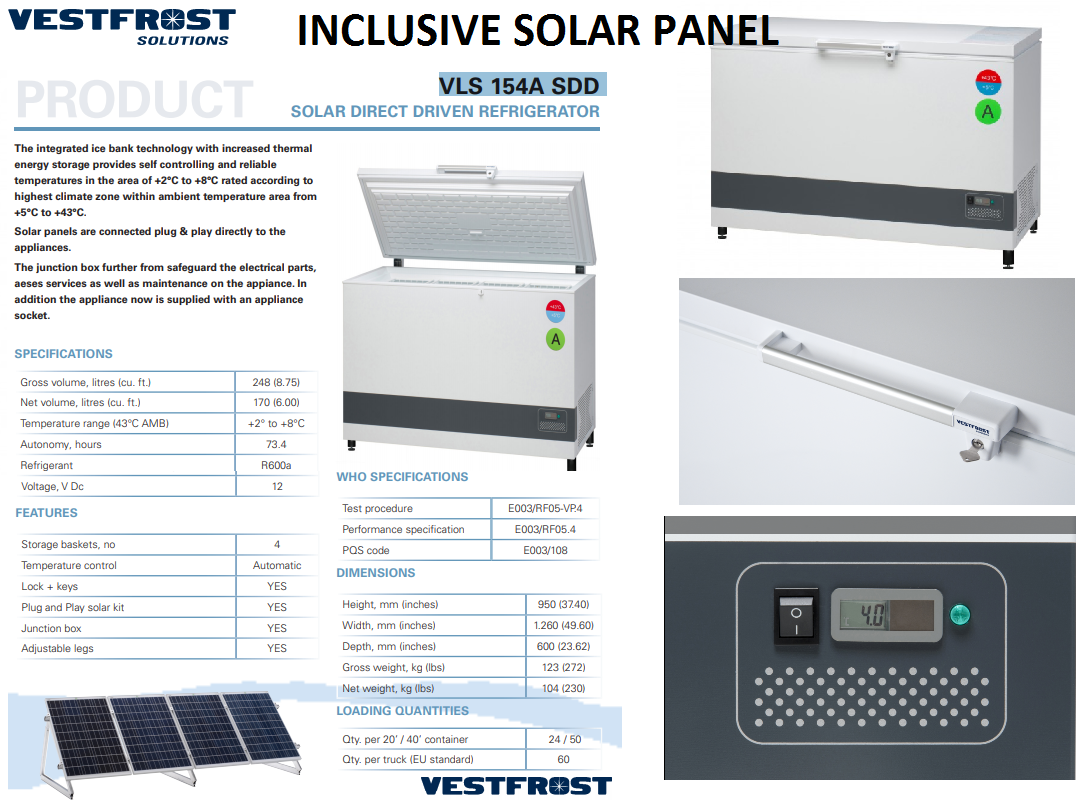 VESTFROST
SOLUTIONS
INCLUSIVE SOLAR PANEL
PRODUCT
VLS 154A SDD
SOLAR DIRECT DRIVEN REFRIGERATOR
The integrated ice bank technology with increased thermal
energy storage provides self controlling and reliable
temperatures in the area of +2°C to +8°C rated according to
highest climate zone within ambient temperature area from
+5°C to +43°C.
Solar panels are connected plug & play directly to the
appliances.
The junction box further from safeguard the electrical parts,
aeses services as well as maintenance on the appiance. In
addition the appliance now is supplied with an appliance
socket.
SPECIFICATIONS
Gross volume, litres (cu. ft.) 248 (8.75)
Net volume, litres (cu. ft.) 170 (6.00)
Temperature range (43°C AMB) +2° to +8°C
Autonomy, hours 73.4
Refrigerant R600a
Voltage, V Dc 12
FEATURES
Storage baskets, no 4
Temperature control Automatic
Lock + keys YES
Plug and Play solar kit YES
Junction box YES
Adjustable legs YES
+43°C
A
WHO SPECIFICATIONS
Test procedure E003/RF05-VP.4
Performance specification E003/RF05.4
PQS code E003/108
DIMENSIONS
Height, mm (inches) 950 (37.40)
Width, mm (inches) 1.260 (49.60)
Depth, mm (inches) 600 (23.62)
Gross weight, kg (lbs) 123 (272)
Net weight, kg (lbs) 104 (230)
LOADING QUANTITIES
Qty. per 20' / 40' container 24 / 50
Qty. per truck (EU standard) 60
VESTFROST
+43°C
+5°C
A
VESTFROST
O
I
4.0